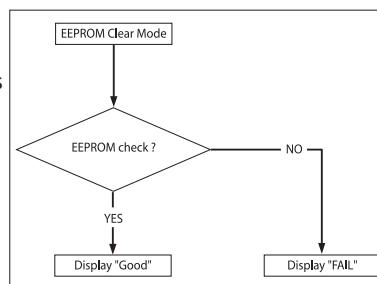 EEPROM Clear Mode
s
EEPROM check ?
NO
YES
Display "Good"
Display "FAIL"